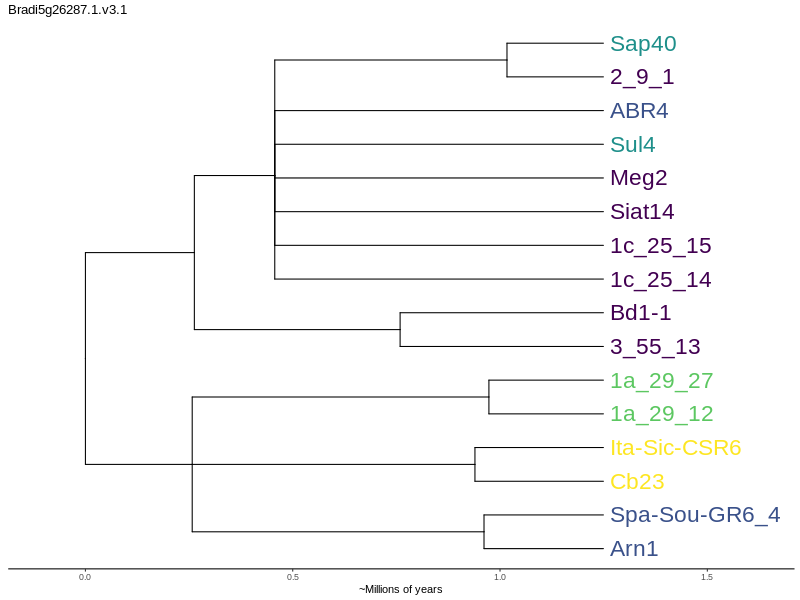 Bradi5g26287.1.v3.1
Sap40
2_9_1
ABR4
Sul4
Meg2
Siat14
1c_25_15
1c_25_14
Bd1-1
3_55_13
1a_29_27
1a_29_12
Ita-Sic-CSR6
Cb23
Spa-Sou-GR6_4
Arn1
0.0 0.5 1.0 1.5
~Millions of years